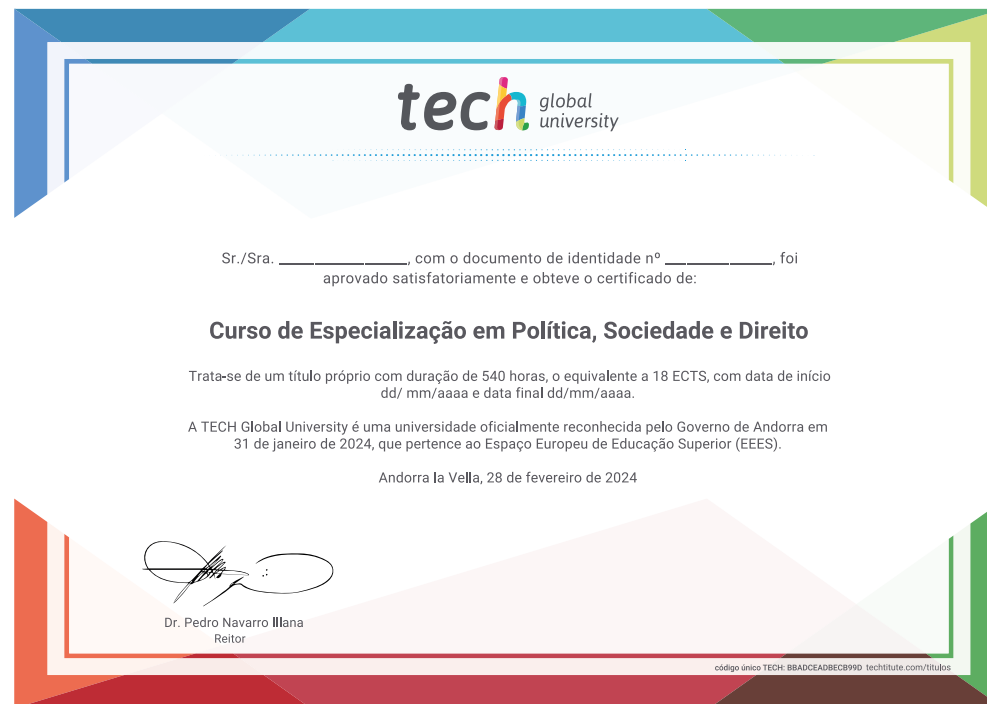 tech global
university
Sr./Sra. __________________, com o documento de identidade nº _______________, foi
aprovado satisfatoriamente e obteve o certificado de:
Curso de Especialização em Política, Sociedade e Direito
Trata-se de um título próprio com duração de 540 horas, o equivalente a 18 ECTS, com data de início
dd/ mm/aaaa e data final dd/mm/aaaa.
A TECH Global University é uma universidade oficialmente reconhecida pelo Governo de Andorra em
31 de janeiro de 2024, que pertence ao Espaço Europeu de Educação Superior (EEES).
Andorra la Vella, 28 de fevereiro de 2024
Dr. Pedro Navarro Illana
Reitor
código único TECH: BBADCEADBECB99D techtitute.com/titulos